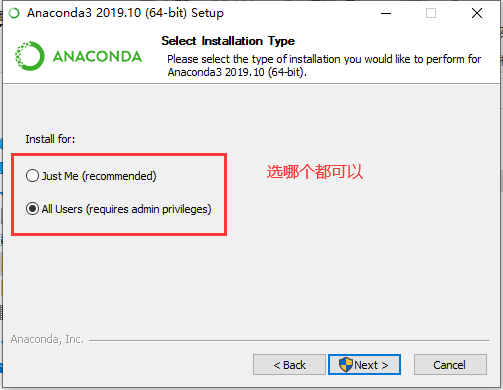 Anaconda3 2019.10 (64-bit) Setup
ANACONDA
Select Installation Type
Please select the type of installation you would like to perform for
Anaconda3 2019.10 (64-bit).
Install for:
Just Me (recommended)
选哪个都可以
All Users (requires admin privileges)
Anaconda, Inc.
< Back
Next >
Cancel